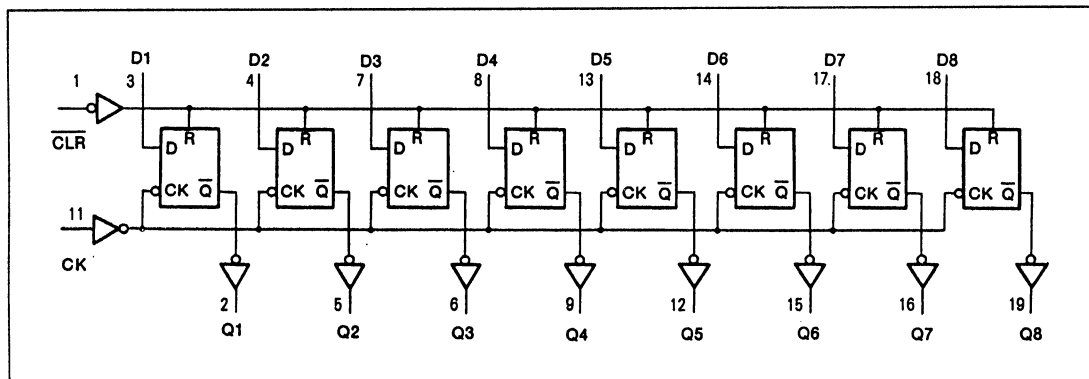 D1 D2 D3 D4 D5 D6 D7 D8
1 3 4 7 8 13 14 17. 18
CLR
R R R R R R R R
D D D D D D D D
CK Q CK Q CK Q CK Q CK Q CK Q CK Q CK Q
11
CK
2 5 6 9 12 15 16 19
Q1 Q2 Q3 Q4 Q5 Q6 Q7 Q8